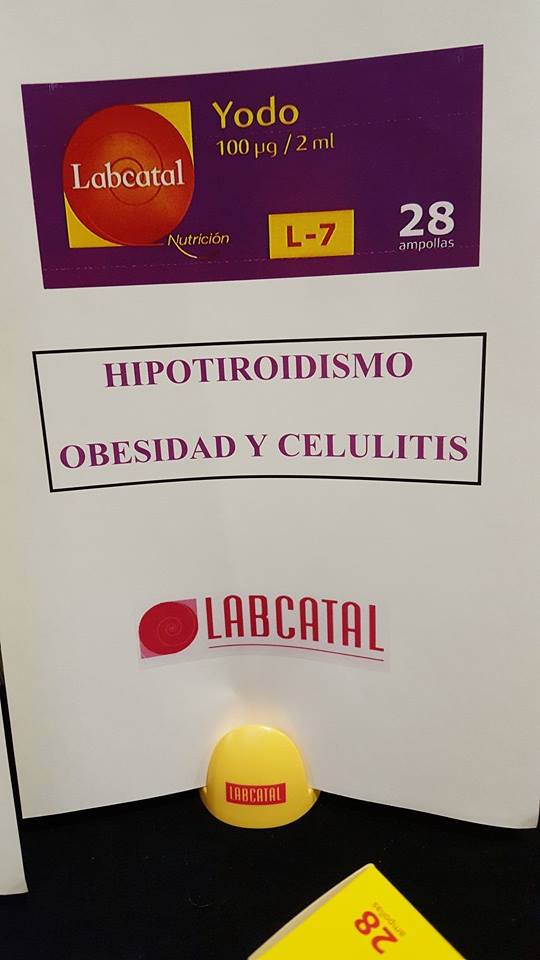 Yodo
100 µg / 2 ml
Labcatal
Nutrición
L-7
28
ampollas
HIPOTIROIDISMO
OBESIDAD Y CELULITIS
LABCATAL
LABCATAL
28
ampollas